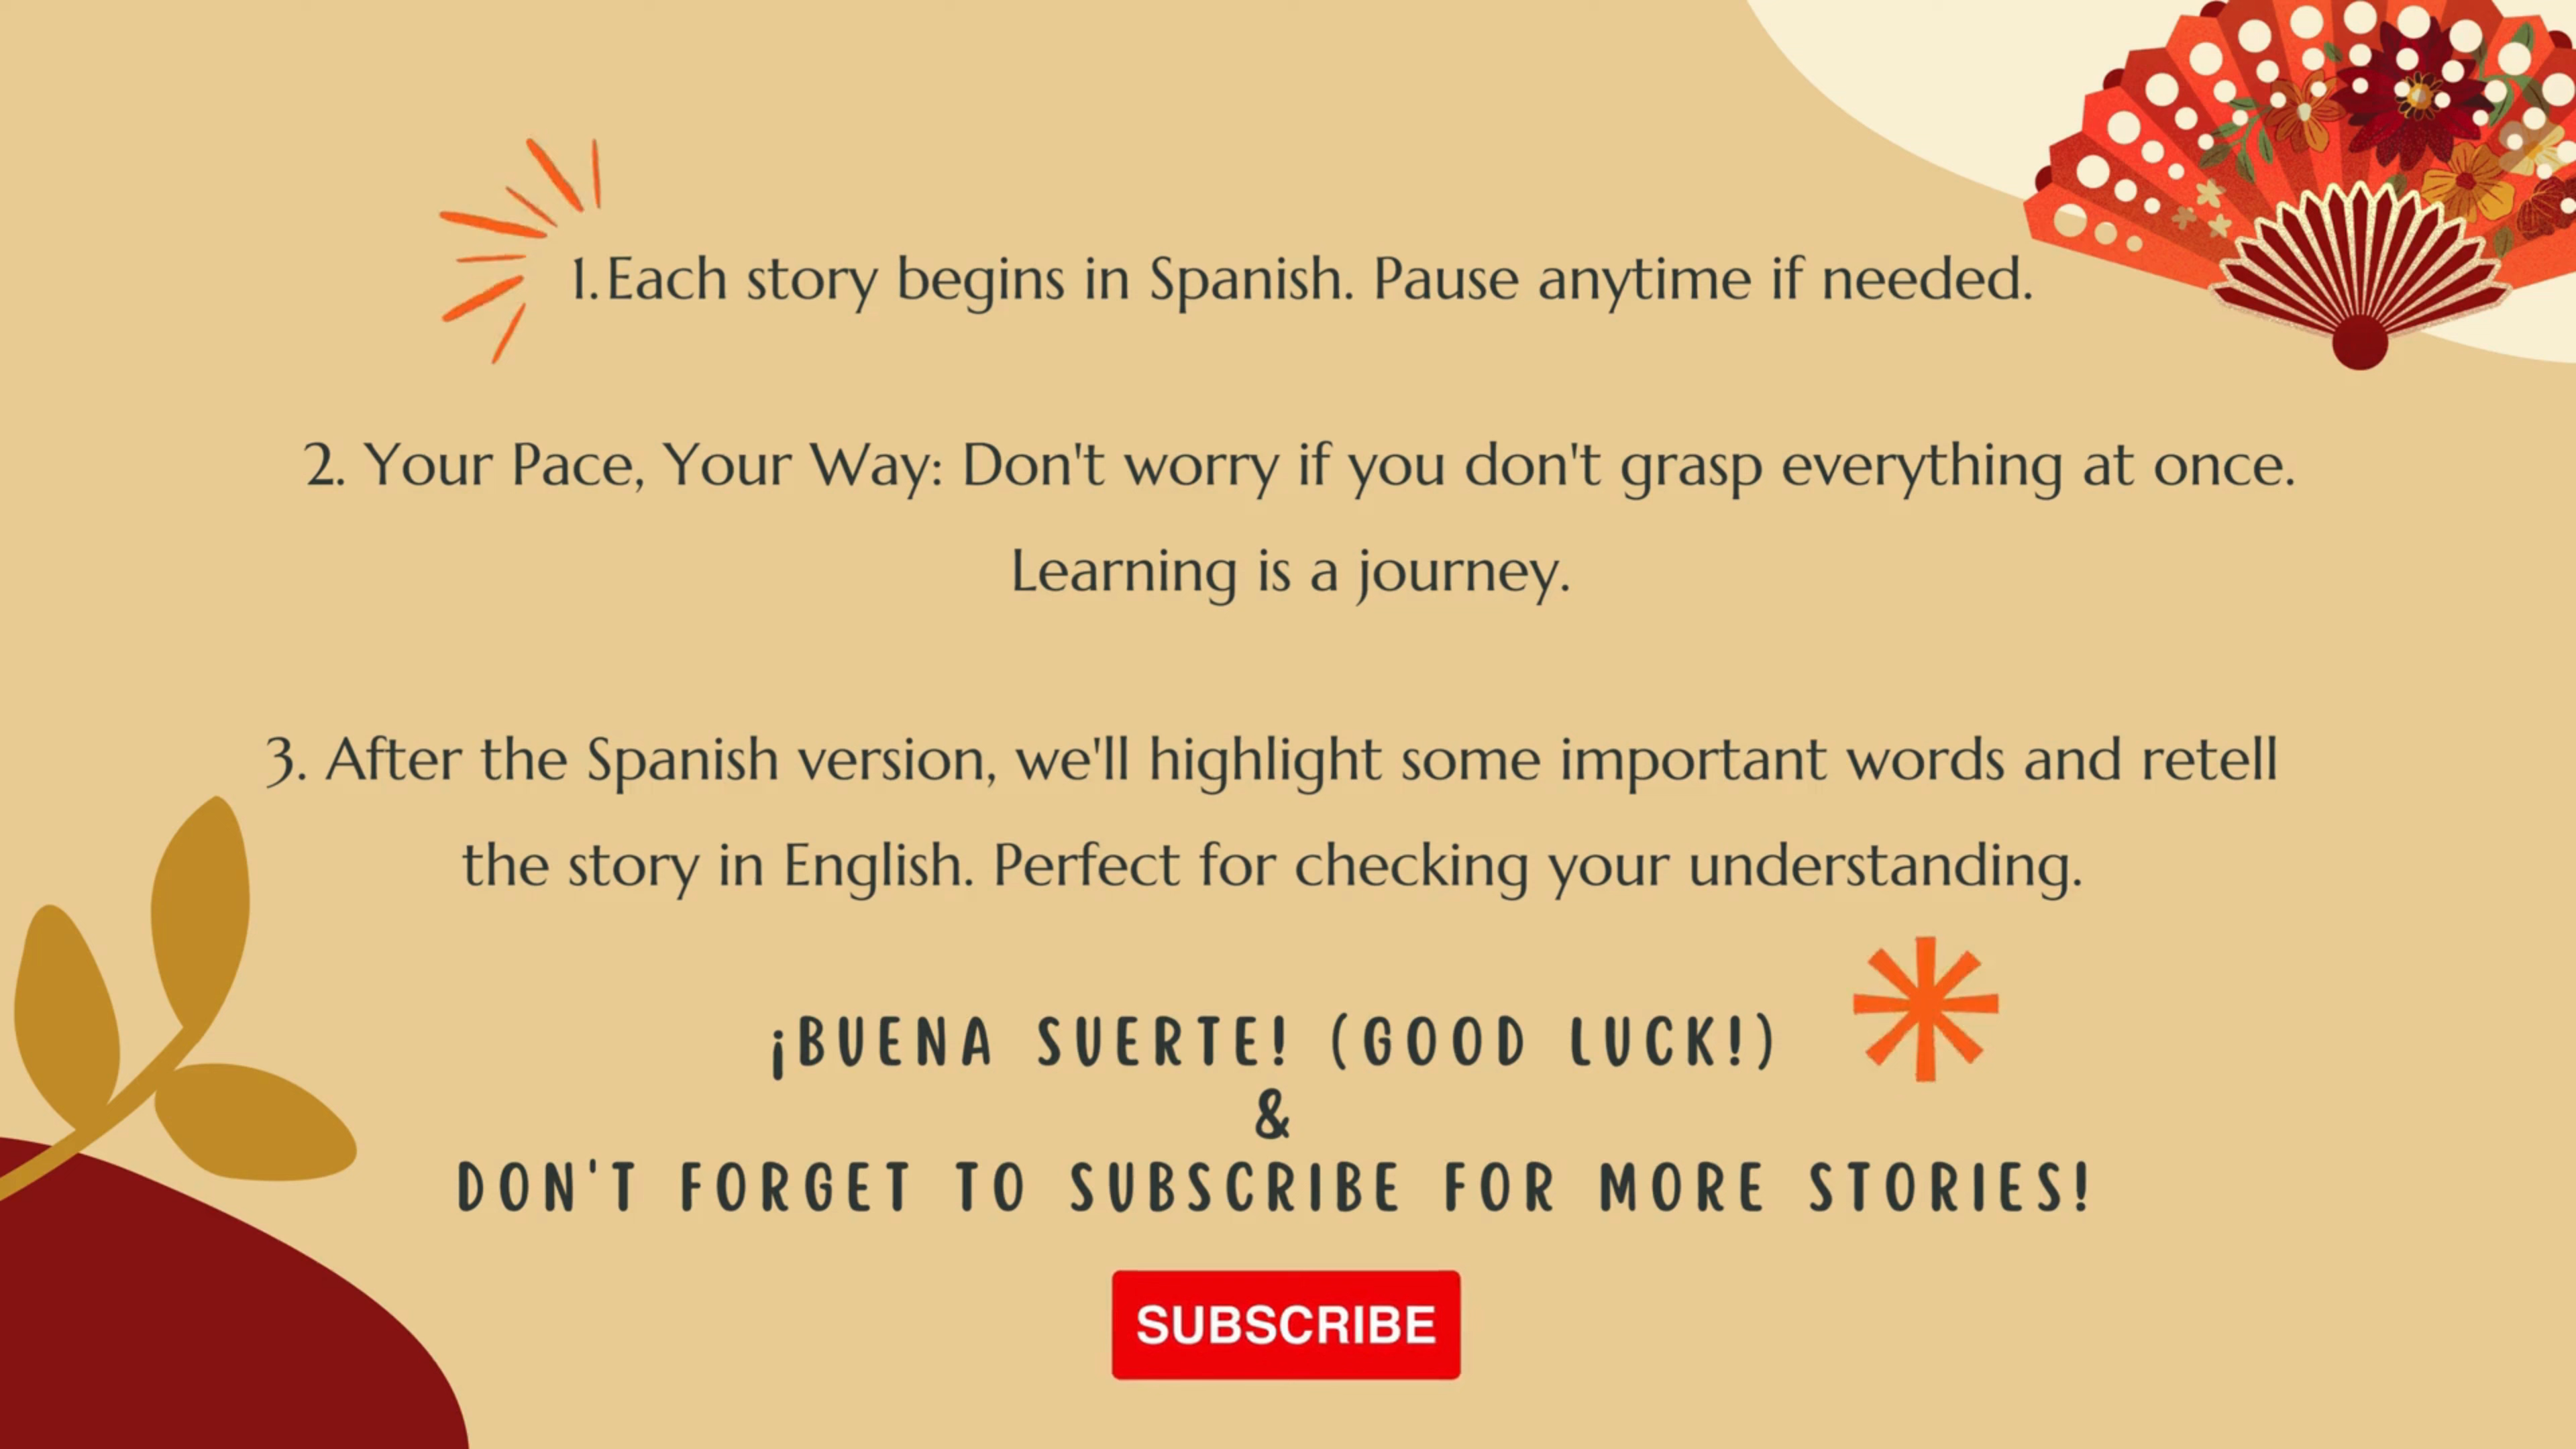 1. Each story begins in Spanish. Pause anytime if needed.
2. Your Pace, Your Way: Don't worry if you don't grasp everything at once.
Learning is a journey.
3. After the Spanish version, we'll highlight some important words and retell
the story in English. Perfect for checking your understanding.
¡BUENA SUERTE! (GOOD LUCK!)
&
DON'T FORGET TO SUBSCRIBE FOR MORE STORIES!
SUBSCRIBE